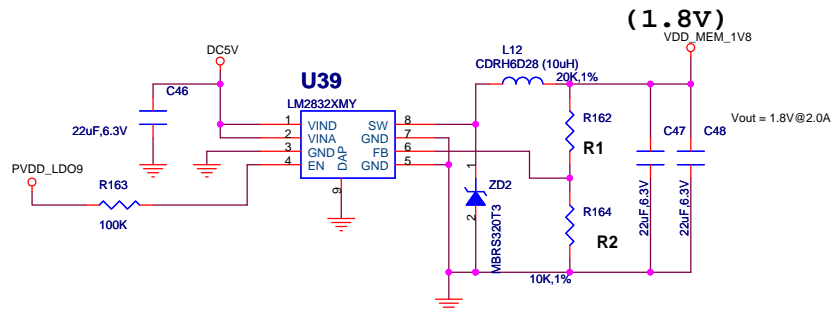 (1.8V)
VDD_MEM_1V8
DC5V
L12
CDRH6D28 (10uH)
20K,1%
U39
LM2832XMY
C46
22uF,6.3V
1 VIND SW 8
2 VINA GND 7
3 GND FB 6
4 EN GND 5
DAP
9
PVDD_LDO9
R163
100K
R162
R1
C47
C48
Vout = 1.8V@2.0A
22uF,6.3V
22uF,6.3V
1
ZD2
2
MBRS320T3
R164
R2
10K,1%